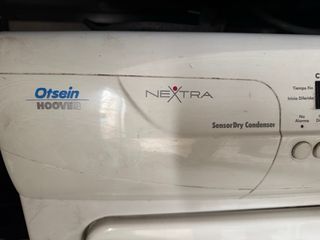 Otsein
HOOVER
NEXTRA
SensorDry Condenser
Tiempo Fin
Inicio Diferido
No
Alarma